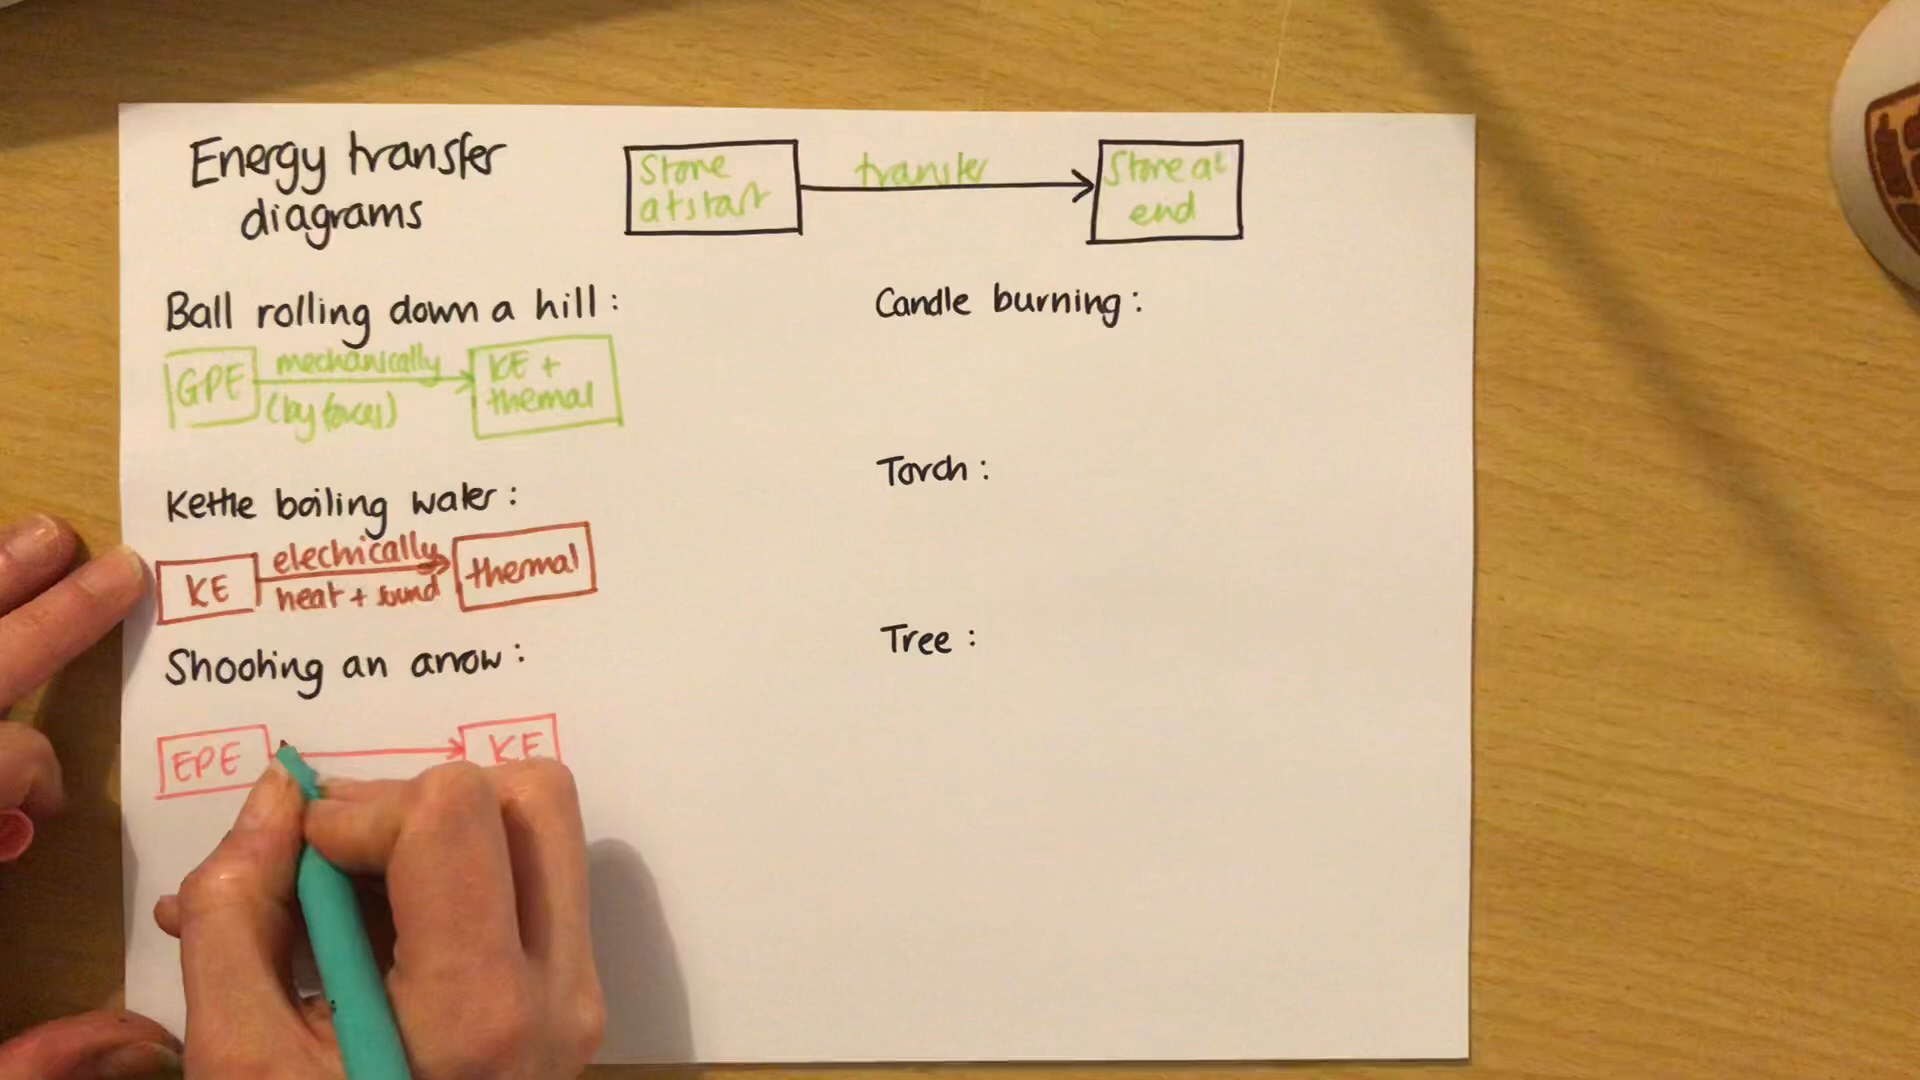 Energy transfer
diagrams
Store
at start
transfer
Store at
end
Ball rolling down a hill:
GPE
mechanically
(by forces)
KE +
thermal
Kettle boiling water:
KE
electrically
heat + sound
thermal
Shooting an arrow:
EPE
KE
Candle burning:
Torch:
Tree: